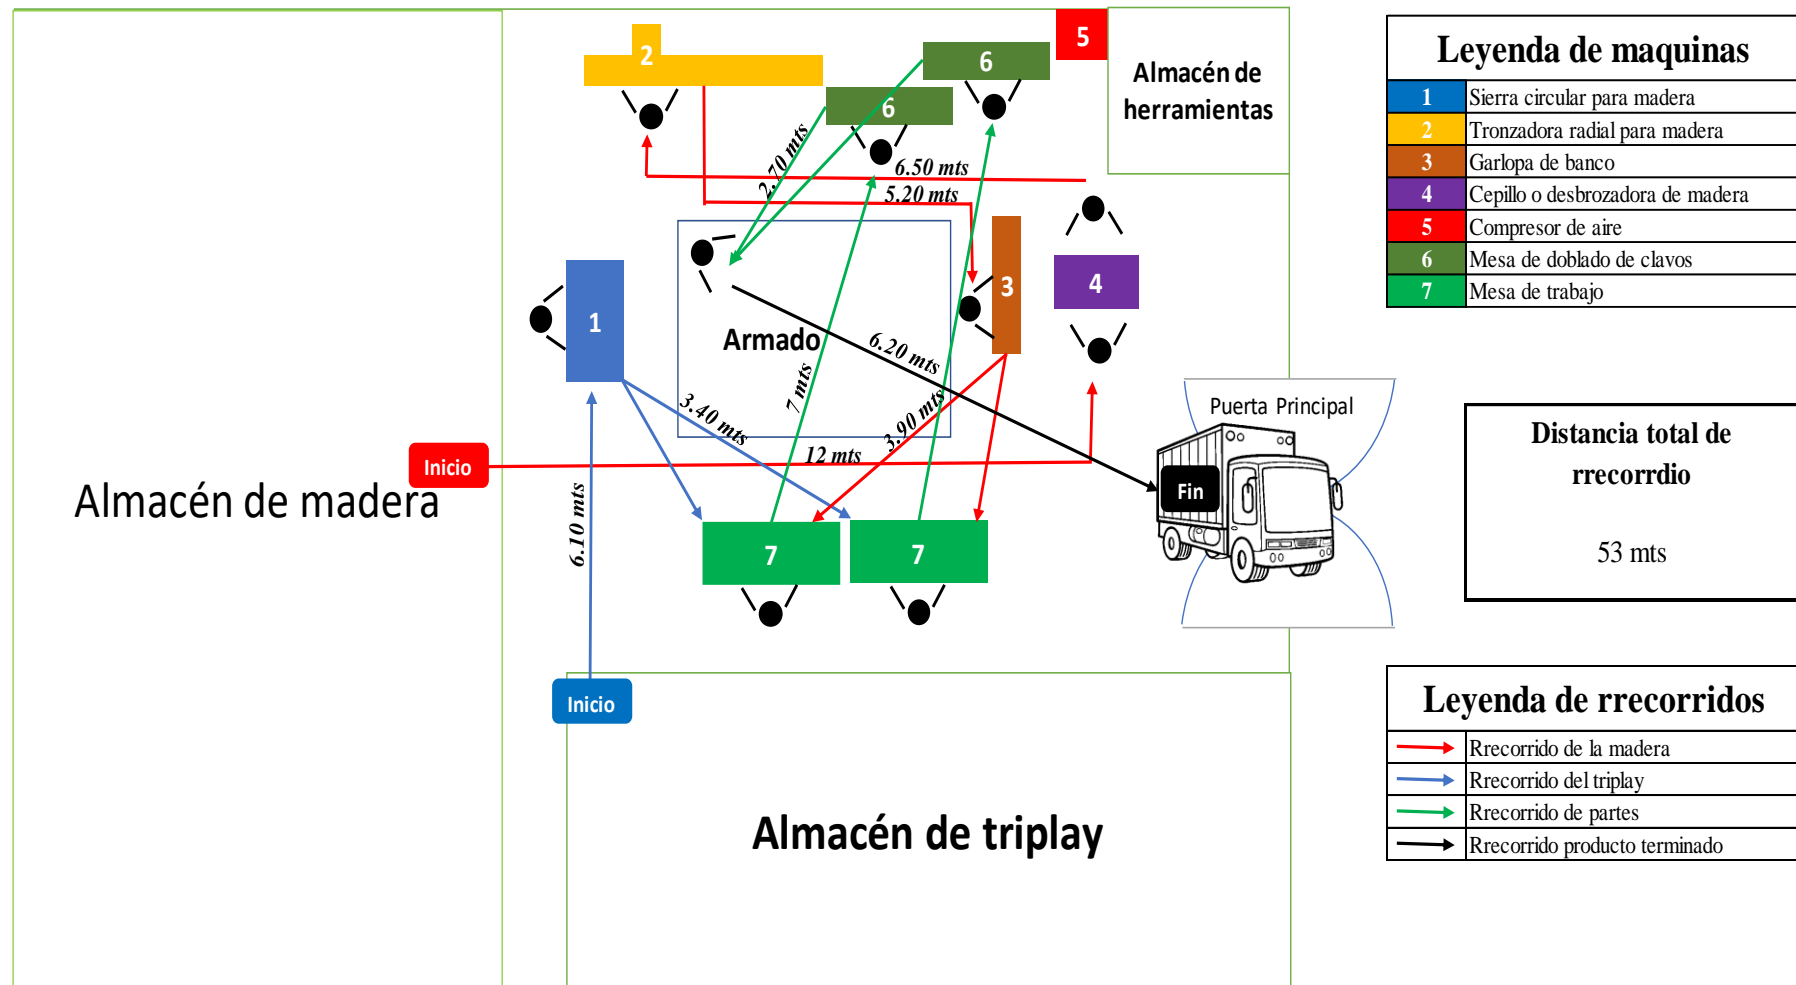 2
6
5
6
Almacén de
herramientas
2.70 mts
6.50 mts
5.20 mts
1
3
4
Armado
6.20 mts
7 mts
3.40 mts
3.90 mts
12 mts
Inicio
Almacén de madera
6.10 mts
7
7
Puerta Principal
Fin
Inicio
Almacén de triplay
Leyenda de maquinas
1 Sierra circular para madera
2 Tronzadora radial para madera
3 Garlopa de banco
4 Cepillo o desbrozadora de madera
5 Compresor de aire
6 Mesa de doblado de clavos
7 Mesa de trabajo
Distancia total de
rrecorrdio
53 mts
Leyenda de rrecorridos
Rrecorrido de la madera
Rrecorrido del triplay
Rrecorrido de partes
Rrecorrido producto terminado